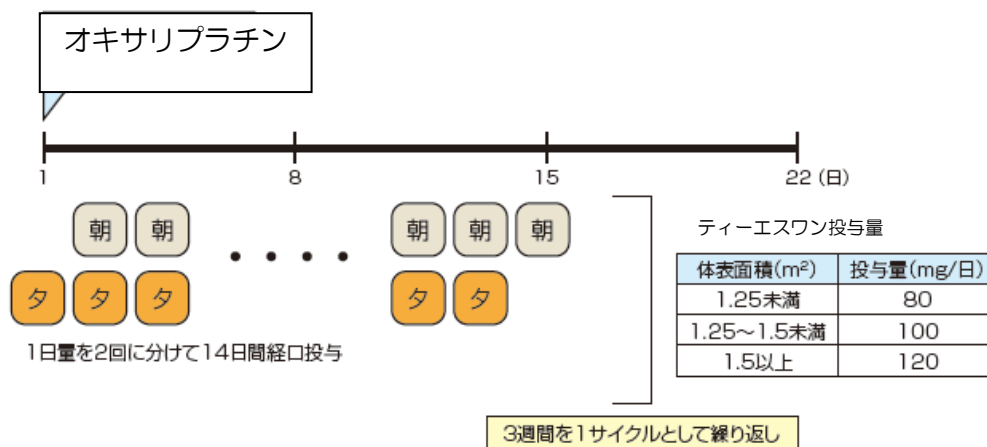 オキサリプラチン
1 8 15 22 (日)
朝 朝 朝 朝 朝
・・・・
夕 夕 夕 夕 夕
1日量を2回に分けて14日間経口投与
ティーエスワン投与量
体表面積(m²) 投与量(mg/日)
1.25未満 80
1.25〜1.5未満 100
1.5以上 120
3週間を1サイクルとして繰り返し